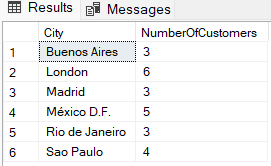 Results Messages
City NumberOfCustomers
1 Buenos Aires 3
2 London 6
3 Madrid 3
4 México D.F. 5
5 Rio de Janeiro 3
6 Sao Paulo 4